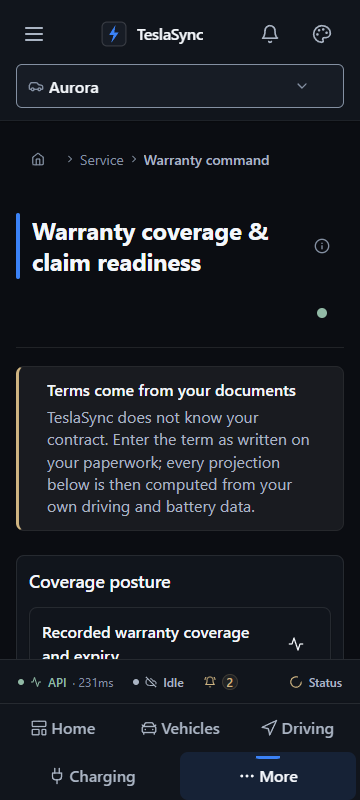 TeslaSync
Aurora
Service
Warranty command
Warranty coverage &
claim readiness
Terms come from your documents
TeslaSync does not know your
contract. Enter the term as written on
your paperwork; every projection
below is then computed from your
own driving and battery data.
Coverage posture
Recorded warranty coverage
and expiry
API · 231ms
Idle
2
Status
Home
Vehicles
Driving
Charging
More